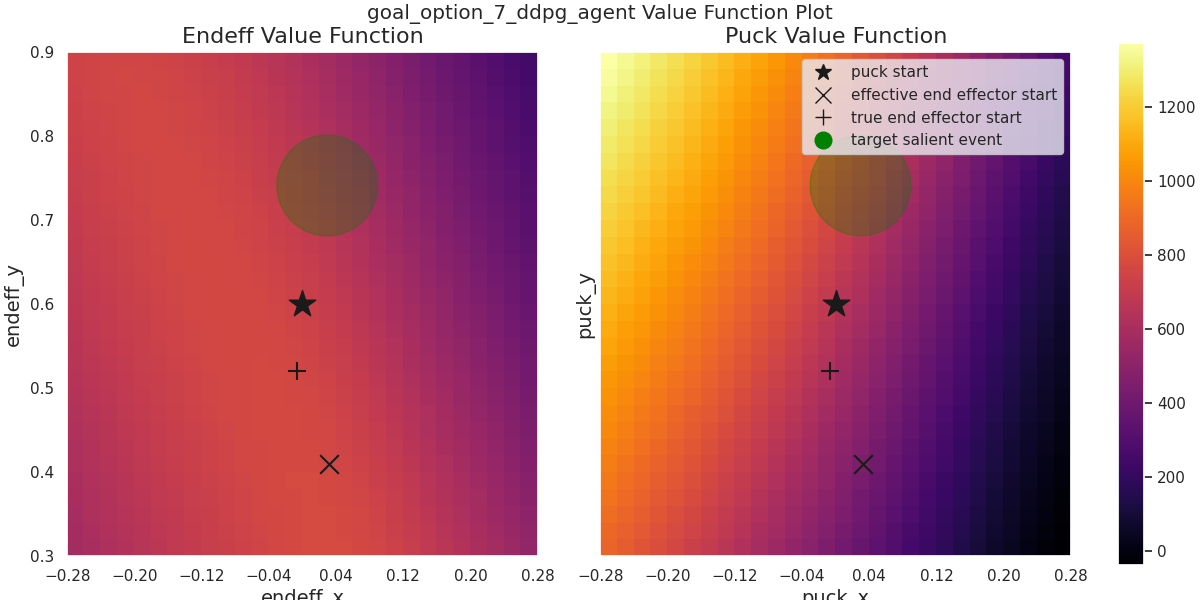 goal_option_7_ddpg_agent Value Function Plot
Endeff Value Function
Puck Value Function
0.9
0.8
0.7
0.6
0.5
0.4
0.3
endeff_y
−0.28 −0.20 −0.12 −0.04 0.04 0.12 0.20 0.28
endeff_x
puck_y
puck start
effective end effector start
true end effector start
target salient event
−0.28 −0.20 −0.12 −0.04 0.04 0.12 0.20 0.28
puck_x
1200
1000
800
600
400
200
0